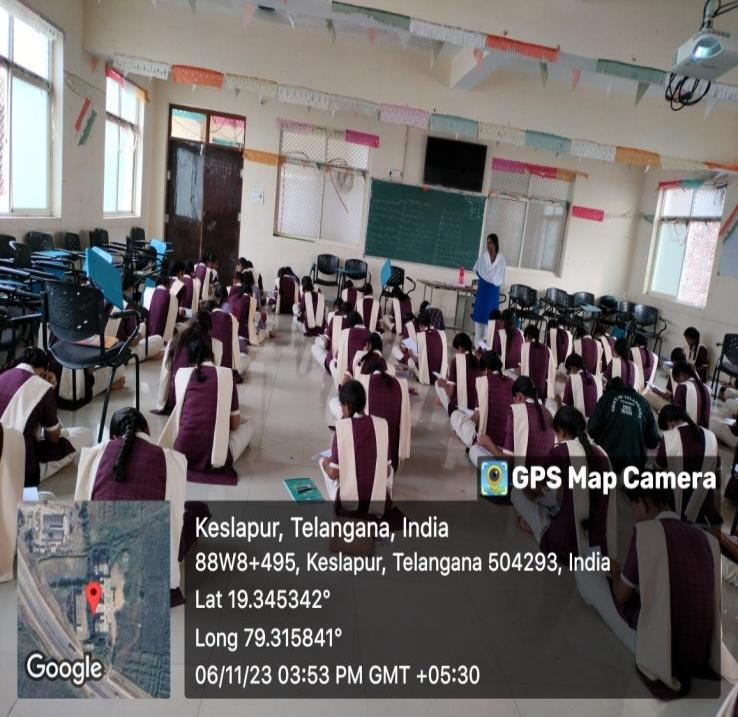 GPS Map Camera
Keslapur, Telangana, India
88W8+495, Keslapur, Telangana 504293, India
Lat 19.345342°
Long 79.315841°
06/11/23 03:53 PM GMT +05:30
Google